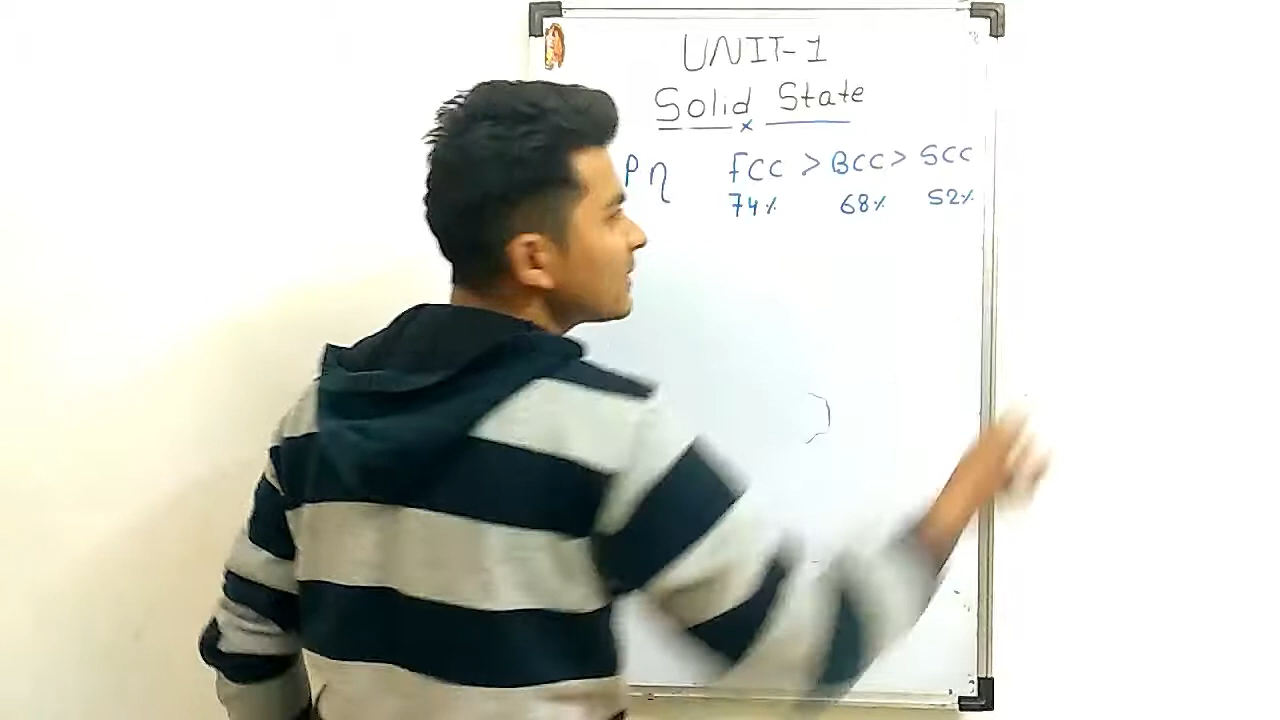 UNIT-1
Solid State
P η FCC > BCC > SCC
74% 68% 52%